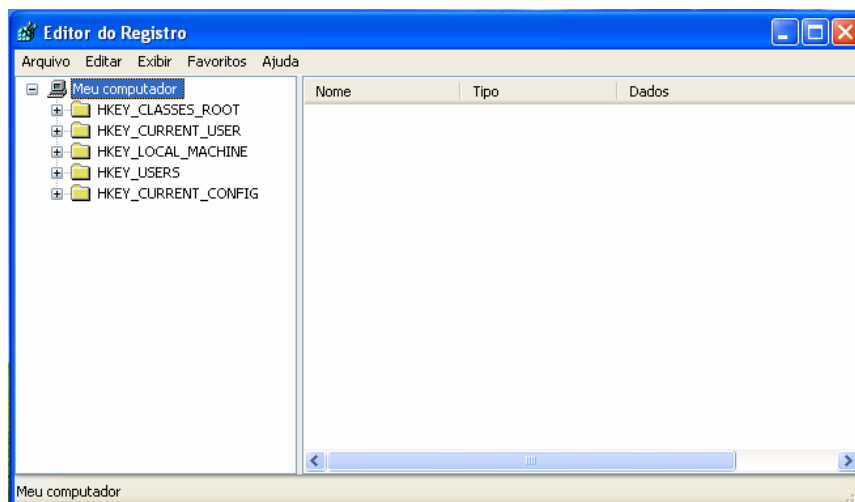 Editor do Registro
Arquivo Editar Exibir Favoritos Ajuda
Meu computador
HKEY_CLASSES_ROOT
HKEY_CURRENT_USER
HKEY_LOCAL_MACHINE
HKEY_USERS
HKEY_CURRENT_CONFIG
Nome Tipo Dados
Meu computador